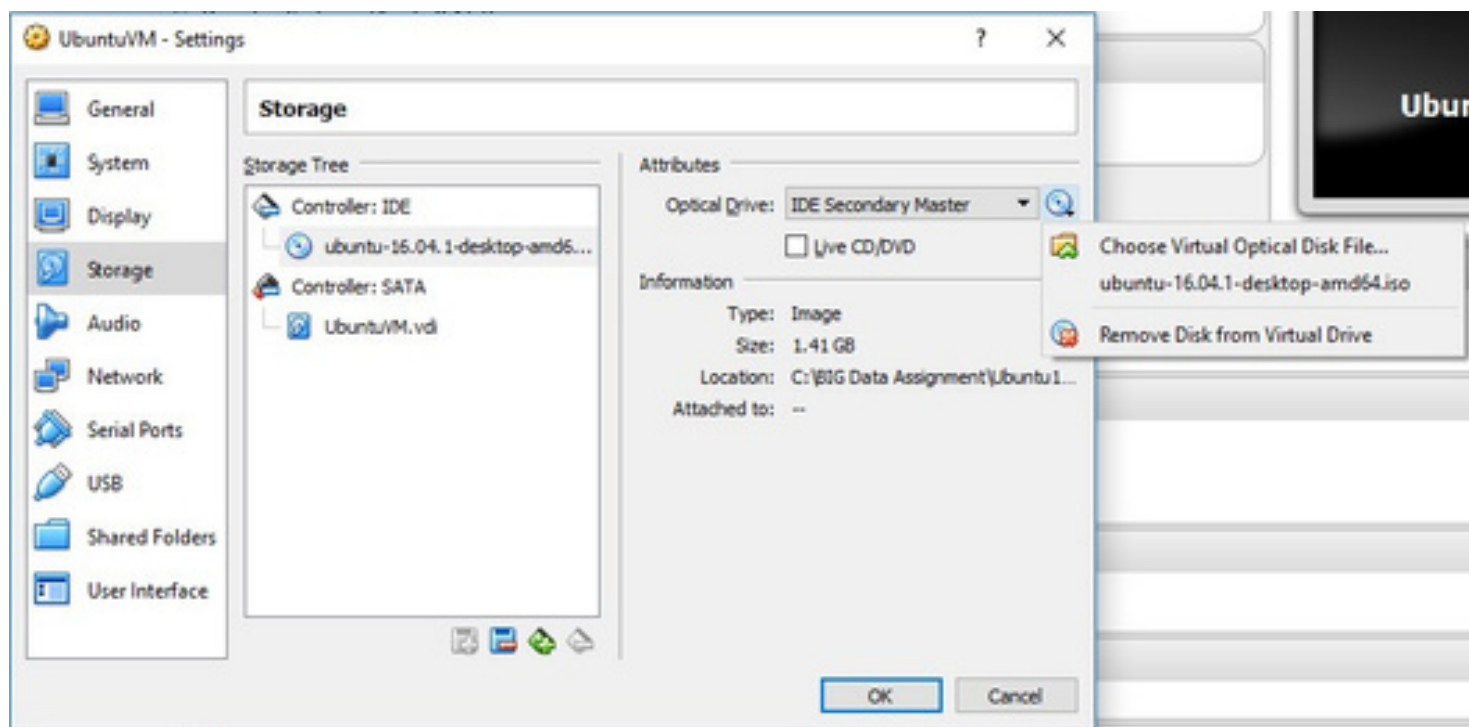 UbuntuVM - Settings
?
General
System
Display
Storage
Audio
Network
Serial Ports
USB
Shared Folders
User Interface
Storage
Storage Tree
Controller: IDE
ubuntu-16.04.1-desktop-amd6...
Controller: SATA
UbuntuVM.vdi
Attributes
Optical Drive: IDE Secondary Master
Live CD/DVD
Information
Type: Image
Size: 1.41 GB
Location: C:\BIG Data Assignment\Ubuntu1...
Attached to: --
Choose Virtual Optical Disk File...
ubuntu-16.04.1-desktop-amd64.iso
Remove Disk from Virtual Drive
OK
Cancel
Ubun